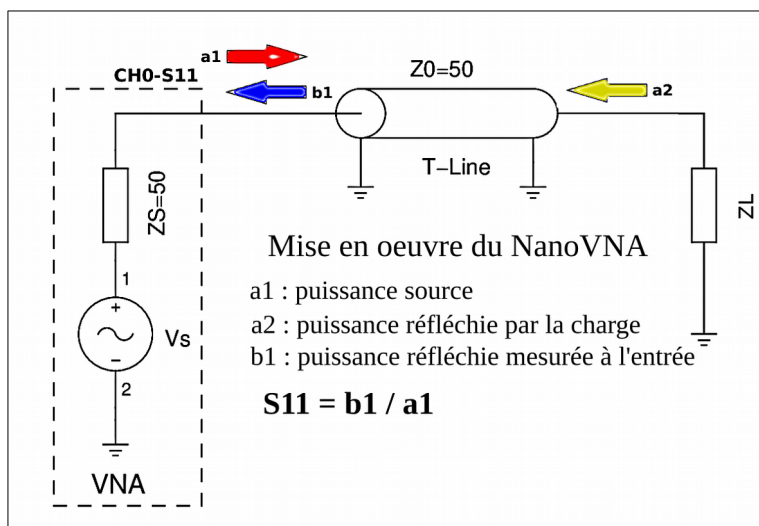 a1
CH0-S11
b1
Z0=50
a2
T-Line
ZS=50
ZL
1
+
Vs
-
2
VNA
Mise en oeuvre du NanoVNA
a1 : puissance source
a2 : puissance réfléchie par la charge
b1 : puissance réfléchie mesurée à l'entrée
S11 = b1 / a1